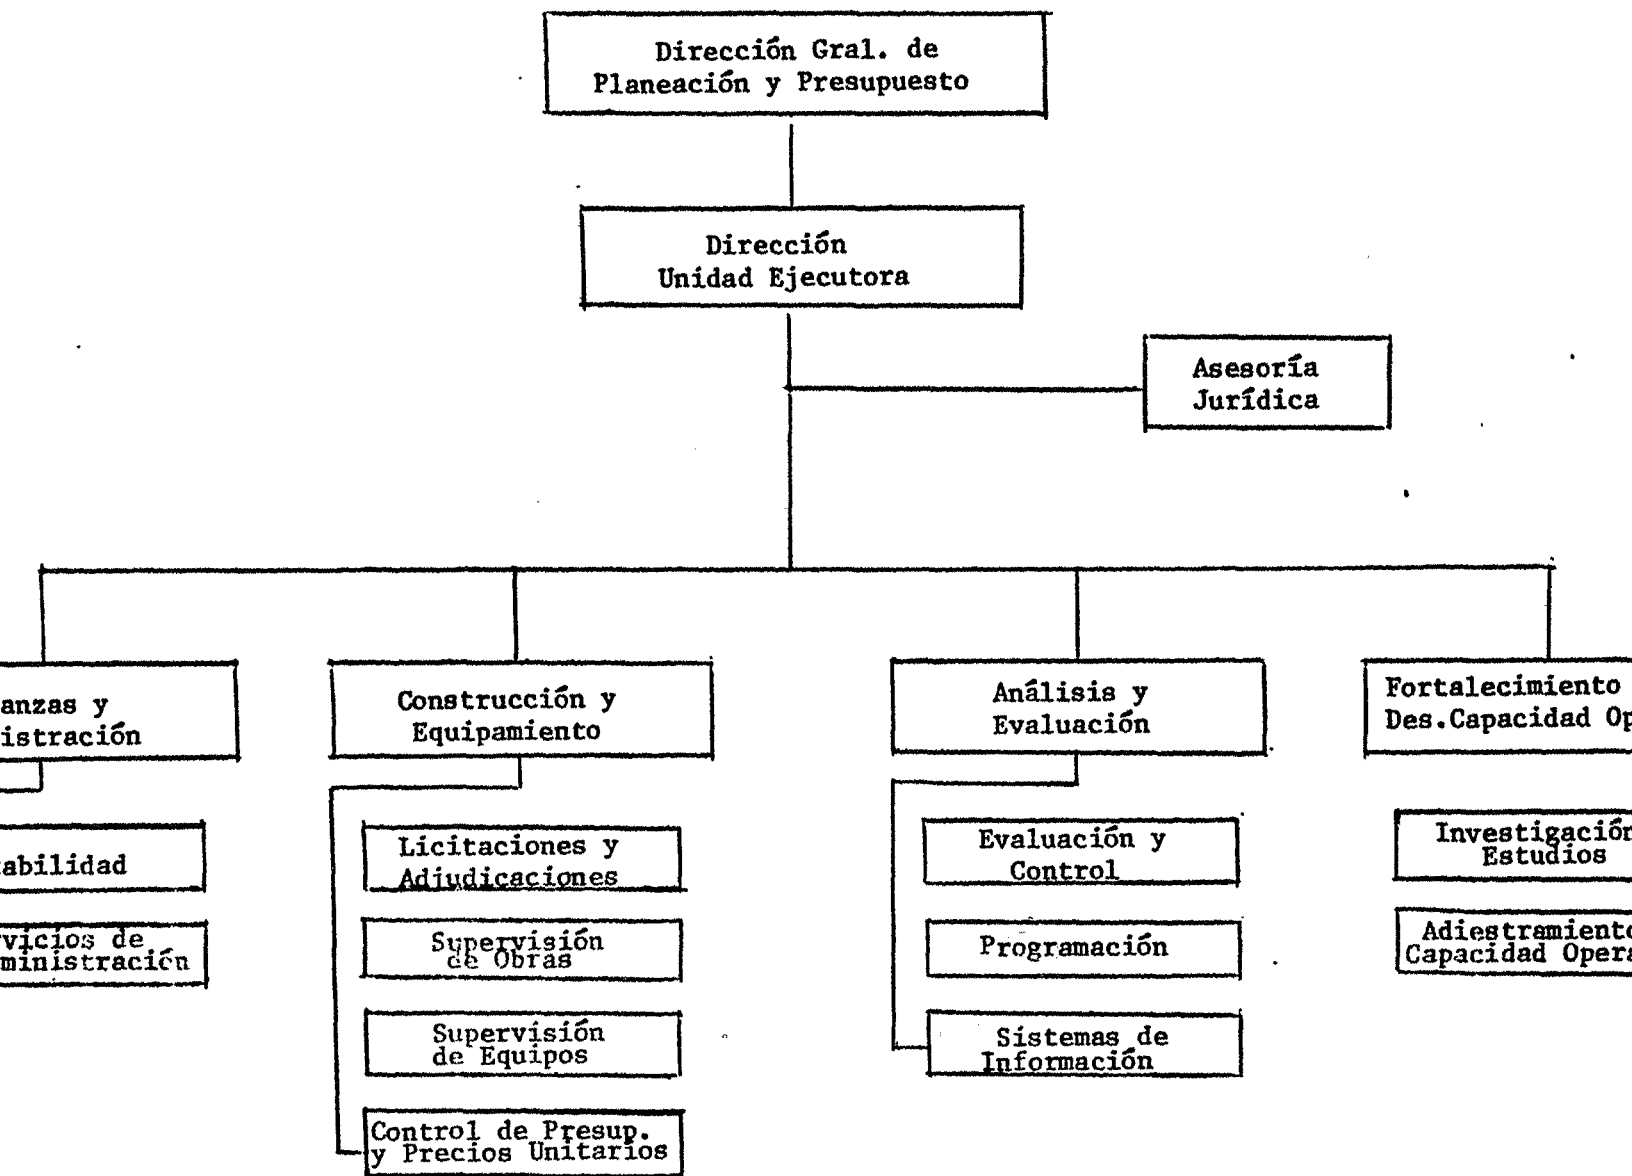 Dirección Gral. de
Planeación y Presupuesto
Dirección
Unidad Ejecutora
Asesoría
Jurídica
anzas y
istración
Construcción y
Equipamiento
Análisis y
Evaluación
Fortalecimiento
Des.Capacidad Op
abilidad
vicios de
ministración
Licitaciones y
Adjudicaciones
Supervisión
de Obras
Supervisión
de Equipos
Control de Presup.
y Precios Unitarios
Evaluación y
Control
Programación
Sistemas de
Información
Investigación
Estudios
Adiestramiento
Capacidad Opera